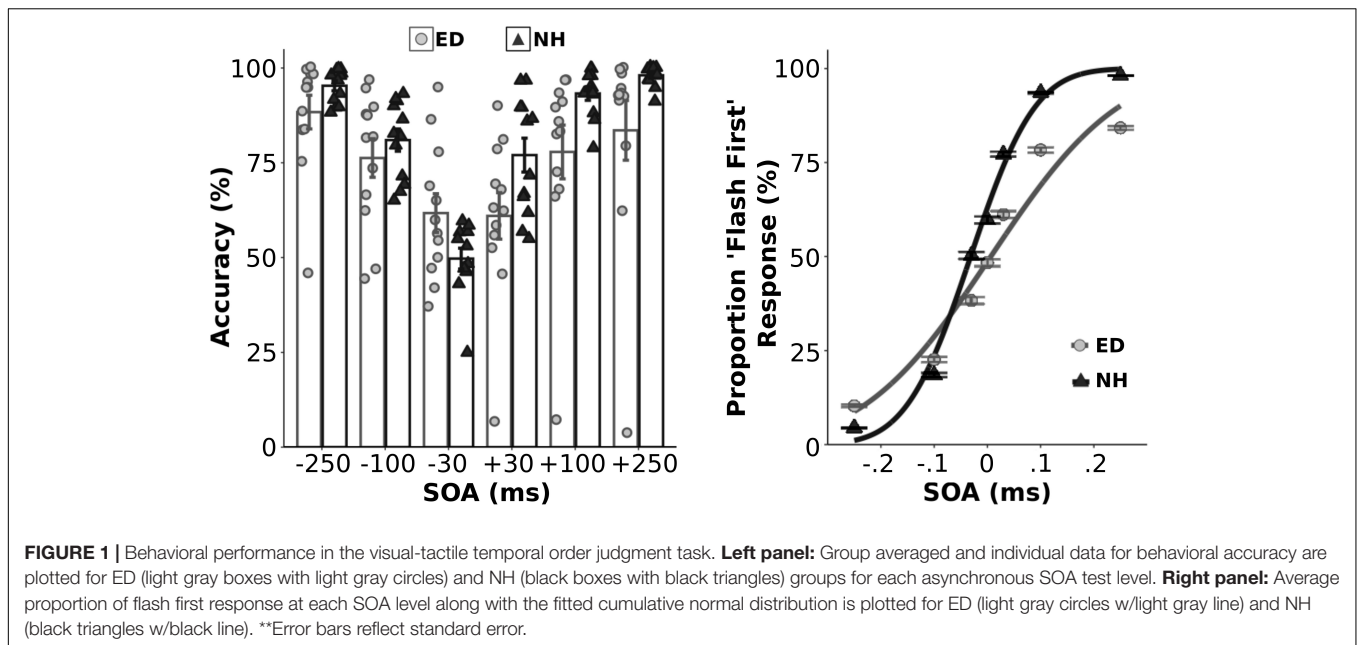 ED NH
100
75
50
25
0
Accuracy (%)
-250 -100 -30 +30 +100 +250
SOA (ms)
100
75
50
25
0
Proportion 'Flash First'
Response (%)
ED
NH
-.2 -.1 0 .1 .2
SOA (ms)
FIGURE 1 | Behavioral performance in the visual-tactile temporal order judgment task. Left panel: Group averaged and individual data for behavioral accuracy are
plotted for ED (light gray boxes with light gray circles) and NH (black boxes with black triangles) groups for each asynchronous SOA test level. Right panel: Average
proportion of flash first response at each SOA level along with the fitted cumulative normal distribution is plotted for ED (light gray circles w/light gray line) and NH
(black triangles w/black line). **Error bars reflect standard error.